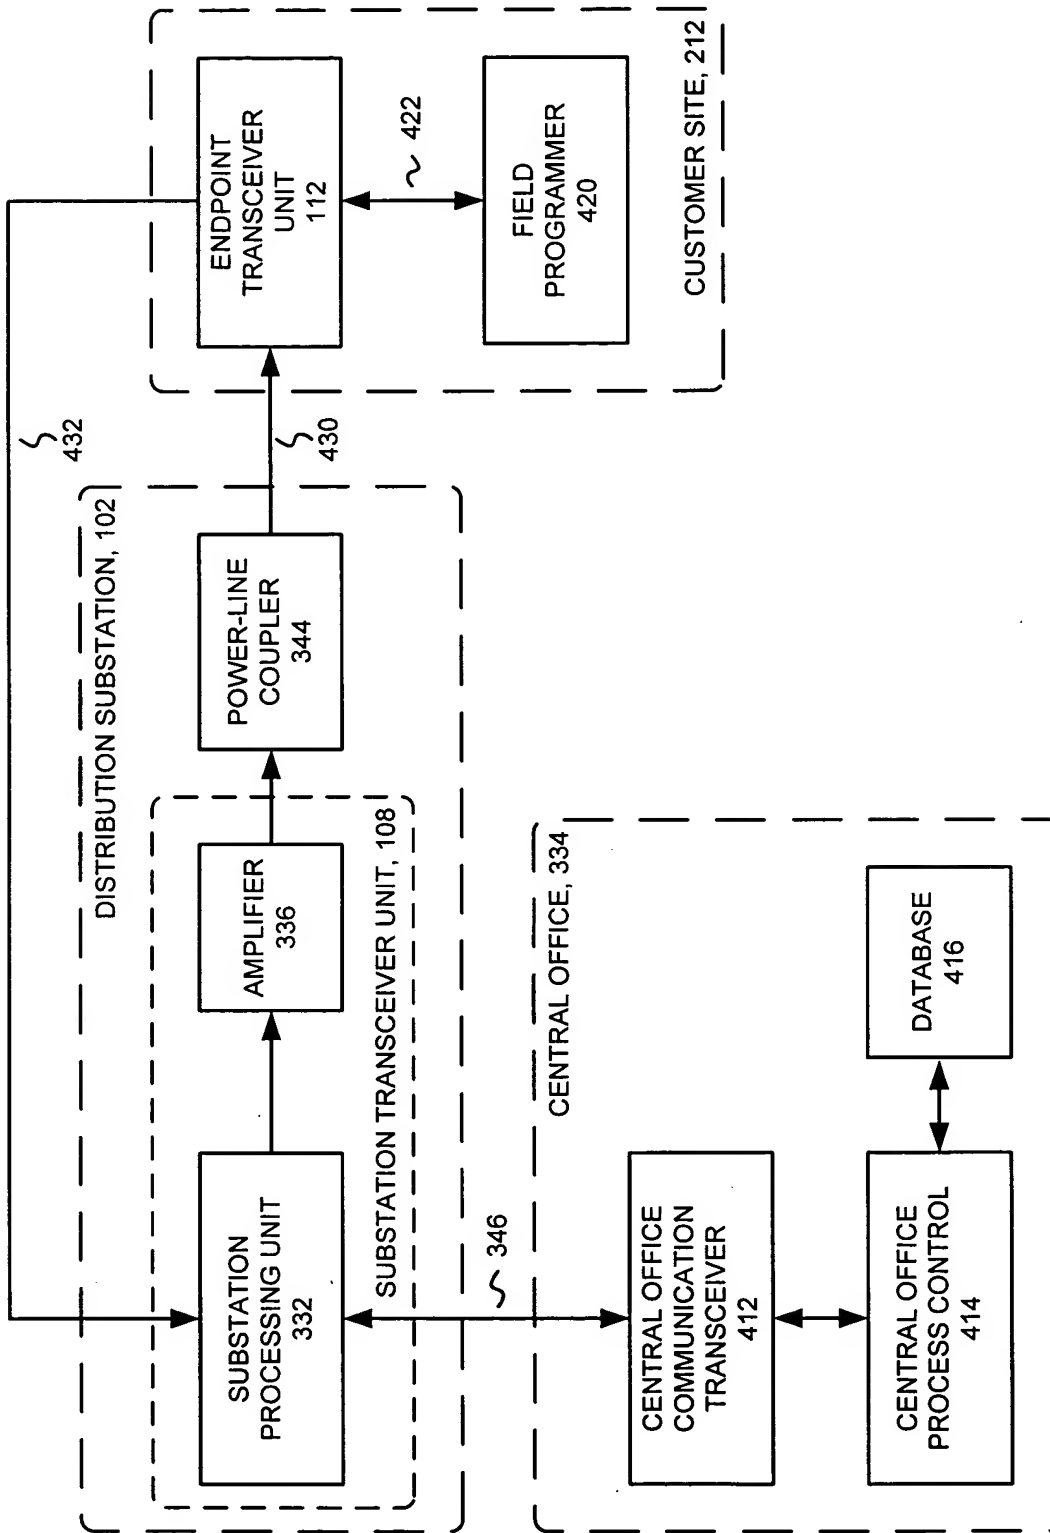 432
DISTRIBUTION SUBSTATION, 102
SUBSTATION
PROCESSING UNIT
332
AMPLIFIER
336
SUBSTATION TRANSCEIVER UNIT, 108
POWER-LINE
COUPLER
344
430
ENDPOINT
TRANSCEIVER
UNIT
112
422
FIELD
PROGRAMMER
420
CUSTOMER SITE, 212
346
CENTRAL OFFICE, 334
CENTRAL OFFICE
COMMUNICATION
TRANSCEIVER
412
CENTRAL OFFICE
PROCESS CONTROL
414
DATABASE
416